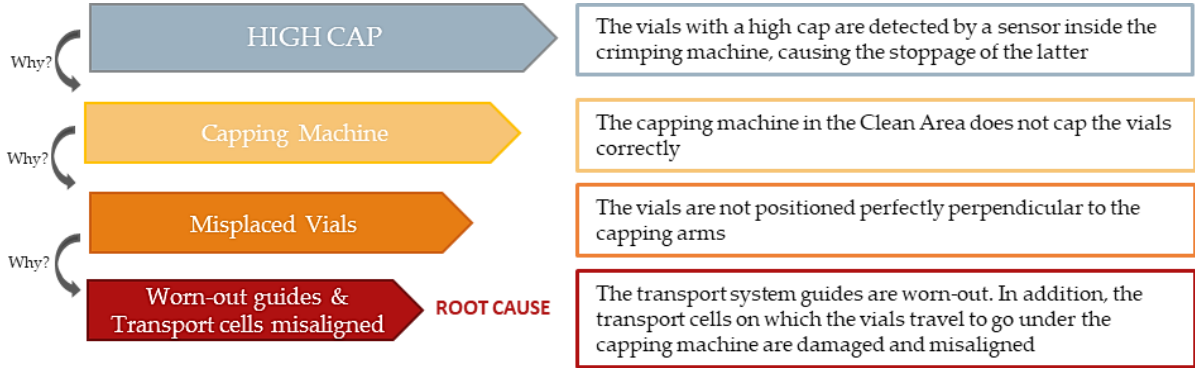 HIGH CAP
The vials with a high cap are detected by a sensor inside the
crimping machine, causing the stoppage of the latter
Why?
Capping Machine
The capping machine in the Clean Area does not cap the vials
correctly
Why?
Misplaced Vials
The vials are not positioned perfectly perpendicular to the
capping arms
Why?
Worn-out guides &
Transport cells misaligned
ROOT CAUSE
The transport system guides are worn-out. In addition, the
transport cells on which the vials travel to go under the
capping machine are damaged and misaligned